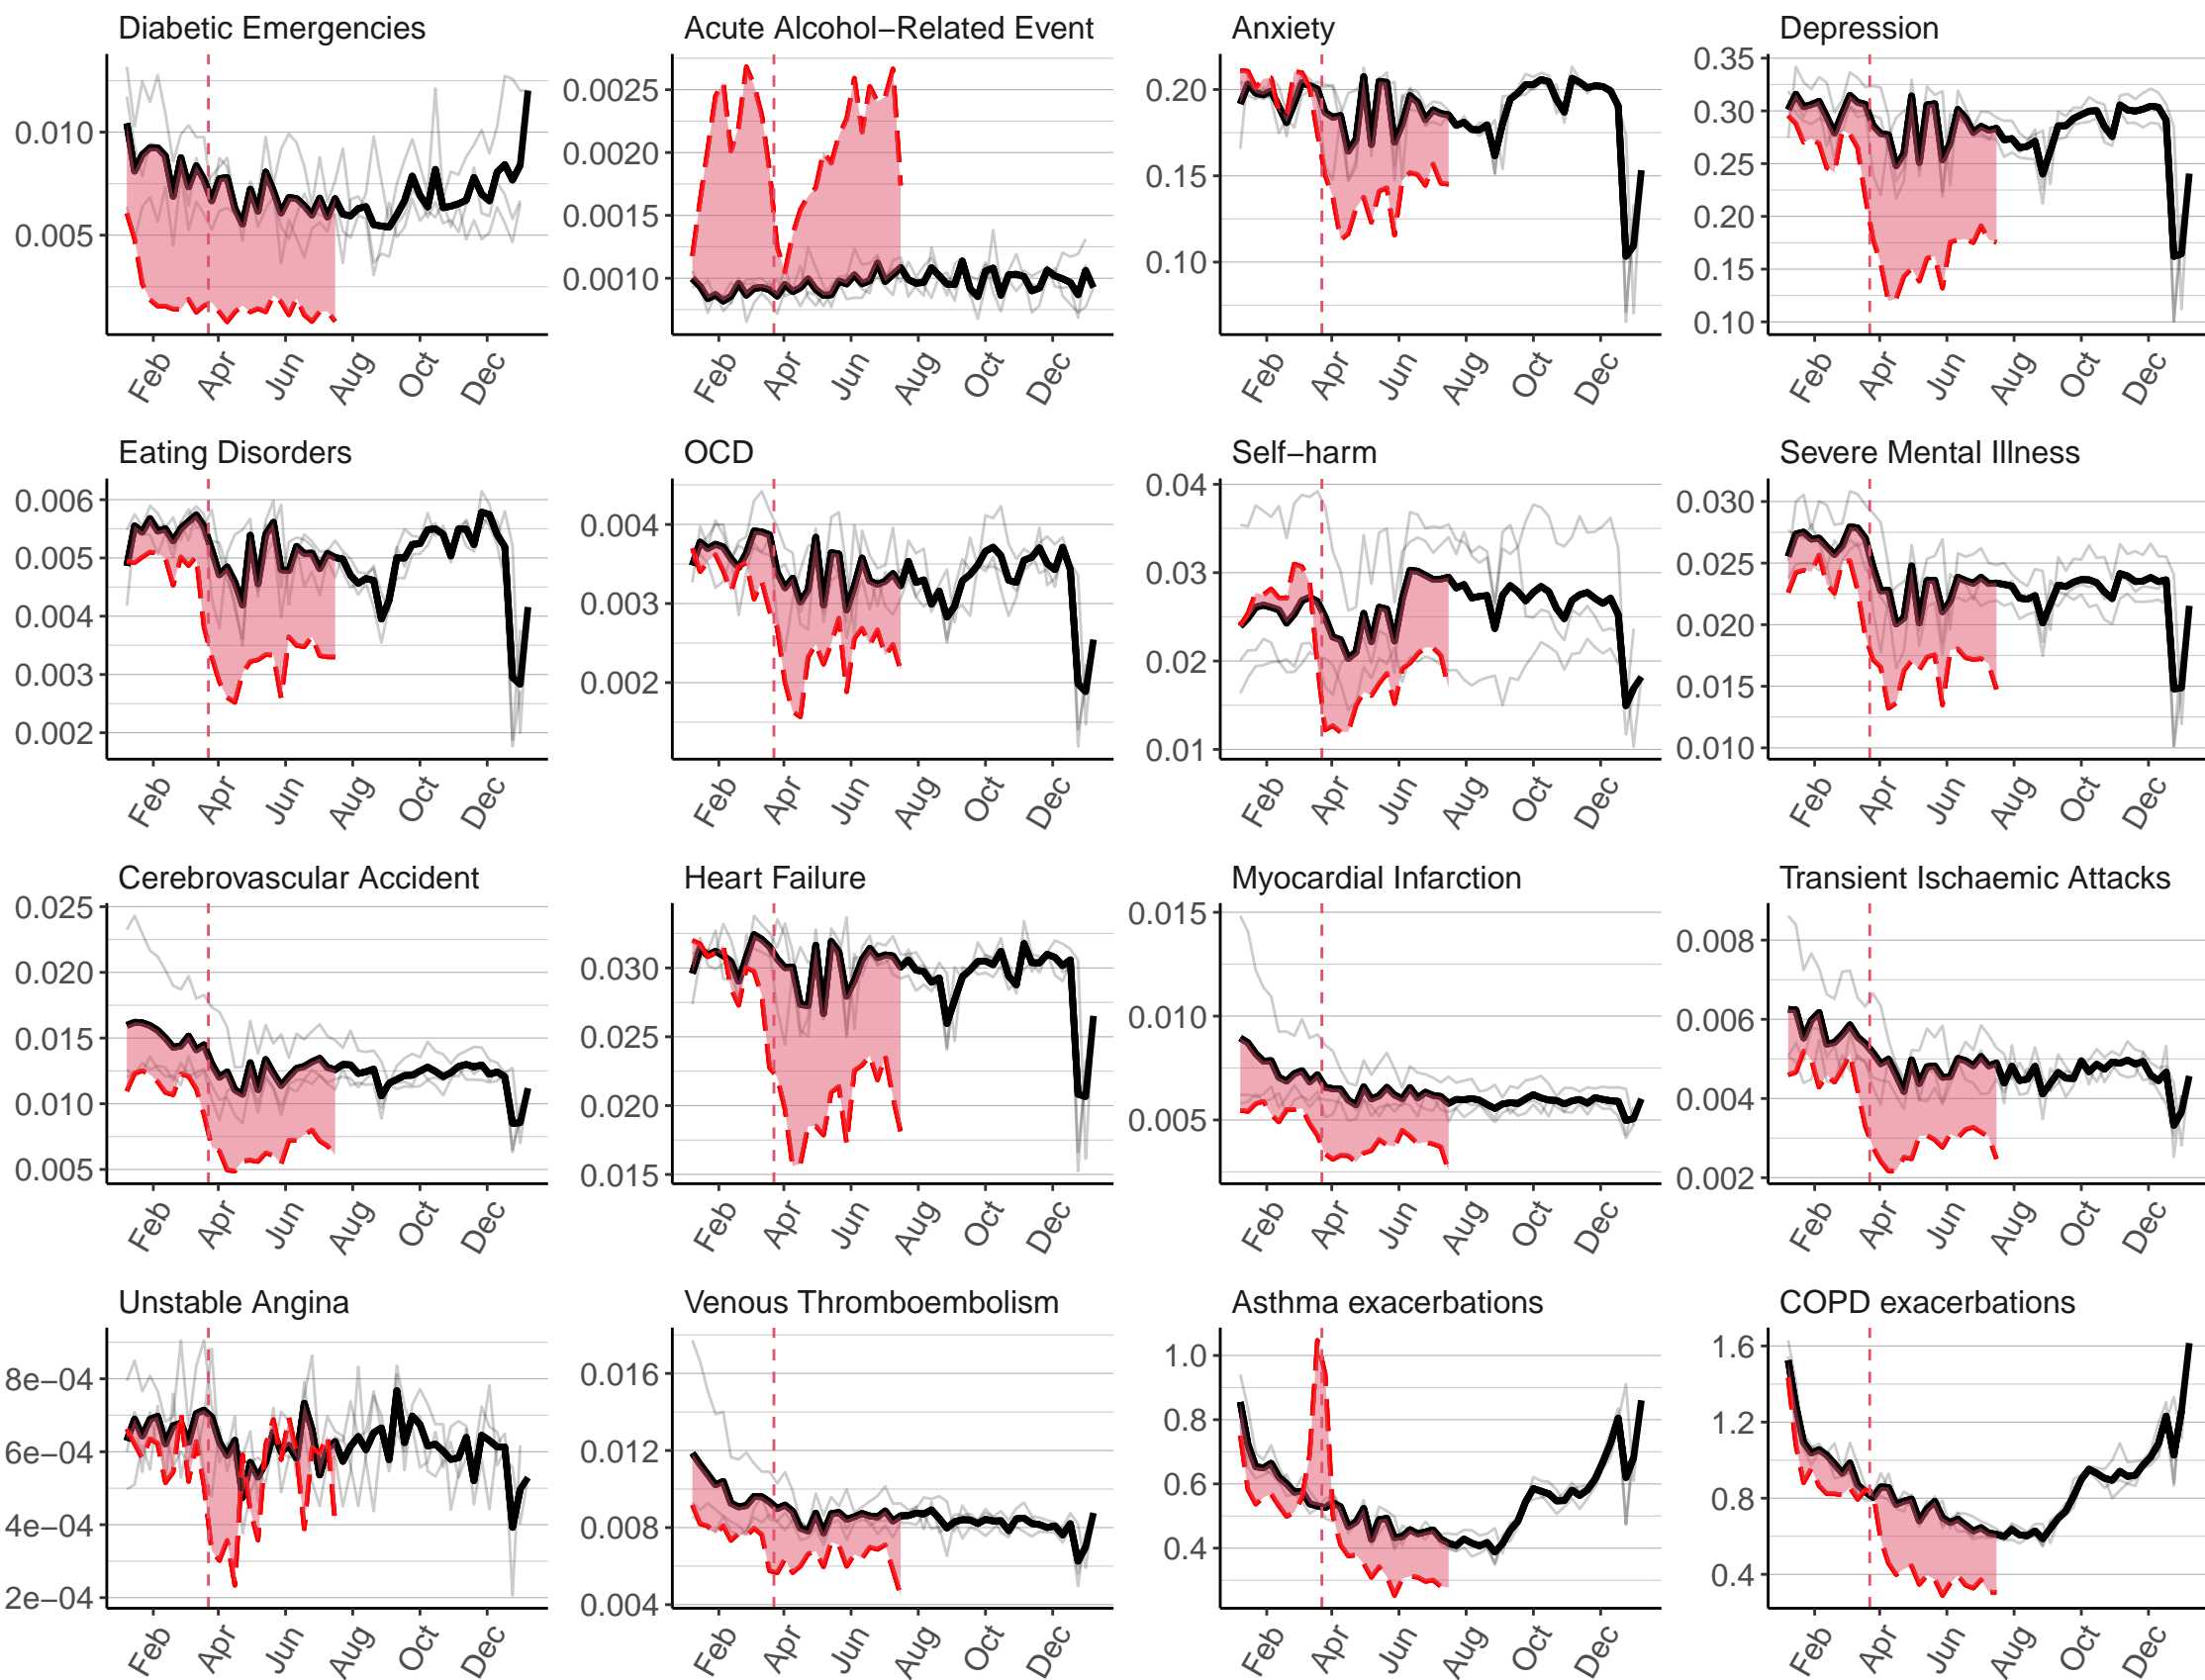 Diabetic Emergencies
0.010
0.005
Feb Apr Jun Aug Oct Dec
Acute Alcohol−Related Event
0.0025
0.0020
0.0015
0.0010
Feb Apr Jun Aug Oct Dec
Anxiety
0.20
0.15
0.10
Feb Apr Jun Aug Oct Dec
Depression
0.35
0.30
0.25
0.20
0.15
0.10
Feb Apr Jun Aug Oct Dec
Eating Disorders
0.006
0.005
0.004
0.003
0.002
Feb Apr Jun Aug Oct Dec
OCD
0.004
0.003
0.002
Feb Apr Jun Aug Oct Dec
Self−harm
0.04
0.03
0.02
0.01
Feb Apr Jun Aug Oct Dec
Severe Mental Illness
0.030
0.025
0.020
0.015
0.010
Feb Apr Jun Aug Oct Dec
Cerebrovascular Accident
0.025
0.020
0.015
0.010
0.005
Feb Apr Jun Aug Oct Dec
Heart Failure
0.030
0.025
0.020
0.015
Feb Apr Jun Aug Oct Dec
Myocardial Infarction
0.015
0.010
0.005
Feb Apr Jun Aug Oct Dec
Transient Ischaemic Attacks
0.008
0.006
0.004
0.002
Feb Apr Jun Aug Oct Dec
Unstable Angina
8e−04
6e−04
4e−04
2e−04
Feb Apr Jun Aug Oct Dec
Venous Thromboembolism
0.016
0.012
0.008
0.004
Feb Apr Jun Aug Oct Dec
Asthma exacerbations
1.0
0.8
0.6
0.4
Feb Apr Jun Aug Oct Dec
COPD exacerbations
1.6
1.2
0.8
0.4
Feb Apr Jun Aug Oct Dec